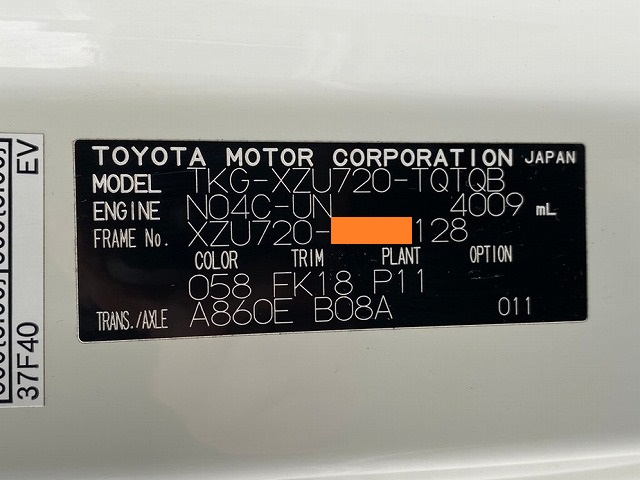 TOYOTA MOTOR CORPORATION JAPAN
MODEL TKG-XZU720-TQTQB
ENGINE N04C-UN 4009 mL
FRAME No. XZU720- 128
COLOR TRIM PLANT OPTION
058 FK18 P11
TRANS./AXLE A860E B08A 011
EV
37F40